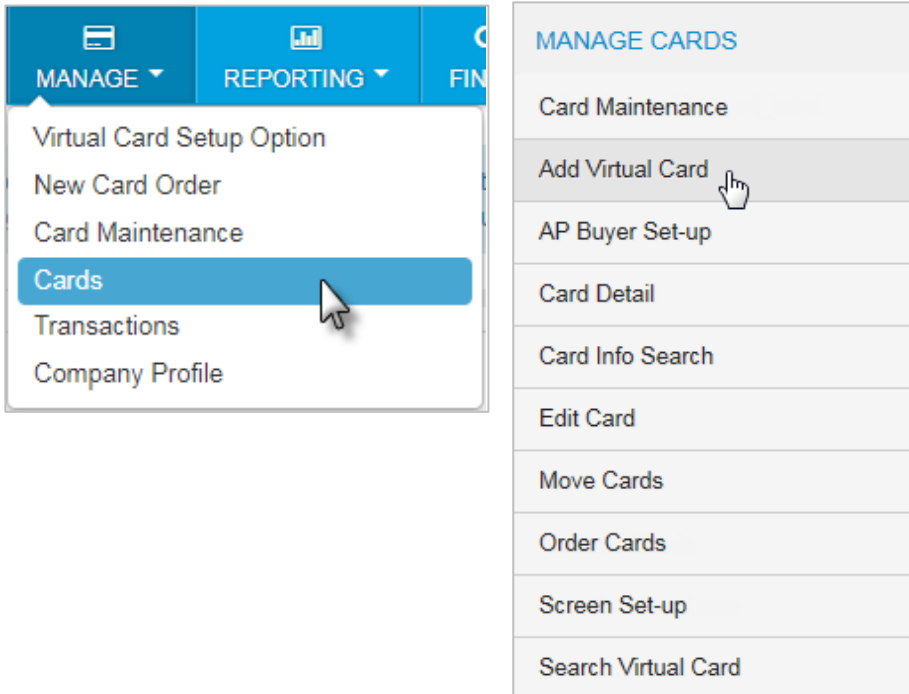 MANAGE
REPORTING
FIN
Virtual Card Setup Option
New Card Order
Card Maintenance
Cards
Transactions
Company Profile
MANAGE CARDS
Card Maintenance
Add Virtual Card
AP Buyer Set-up
Card Detail
Card Info Search
Edit Card
Move Cards
Order Cards
Screen Set-up
Search Virtual Card